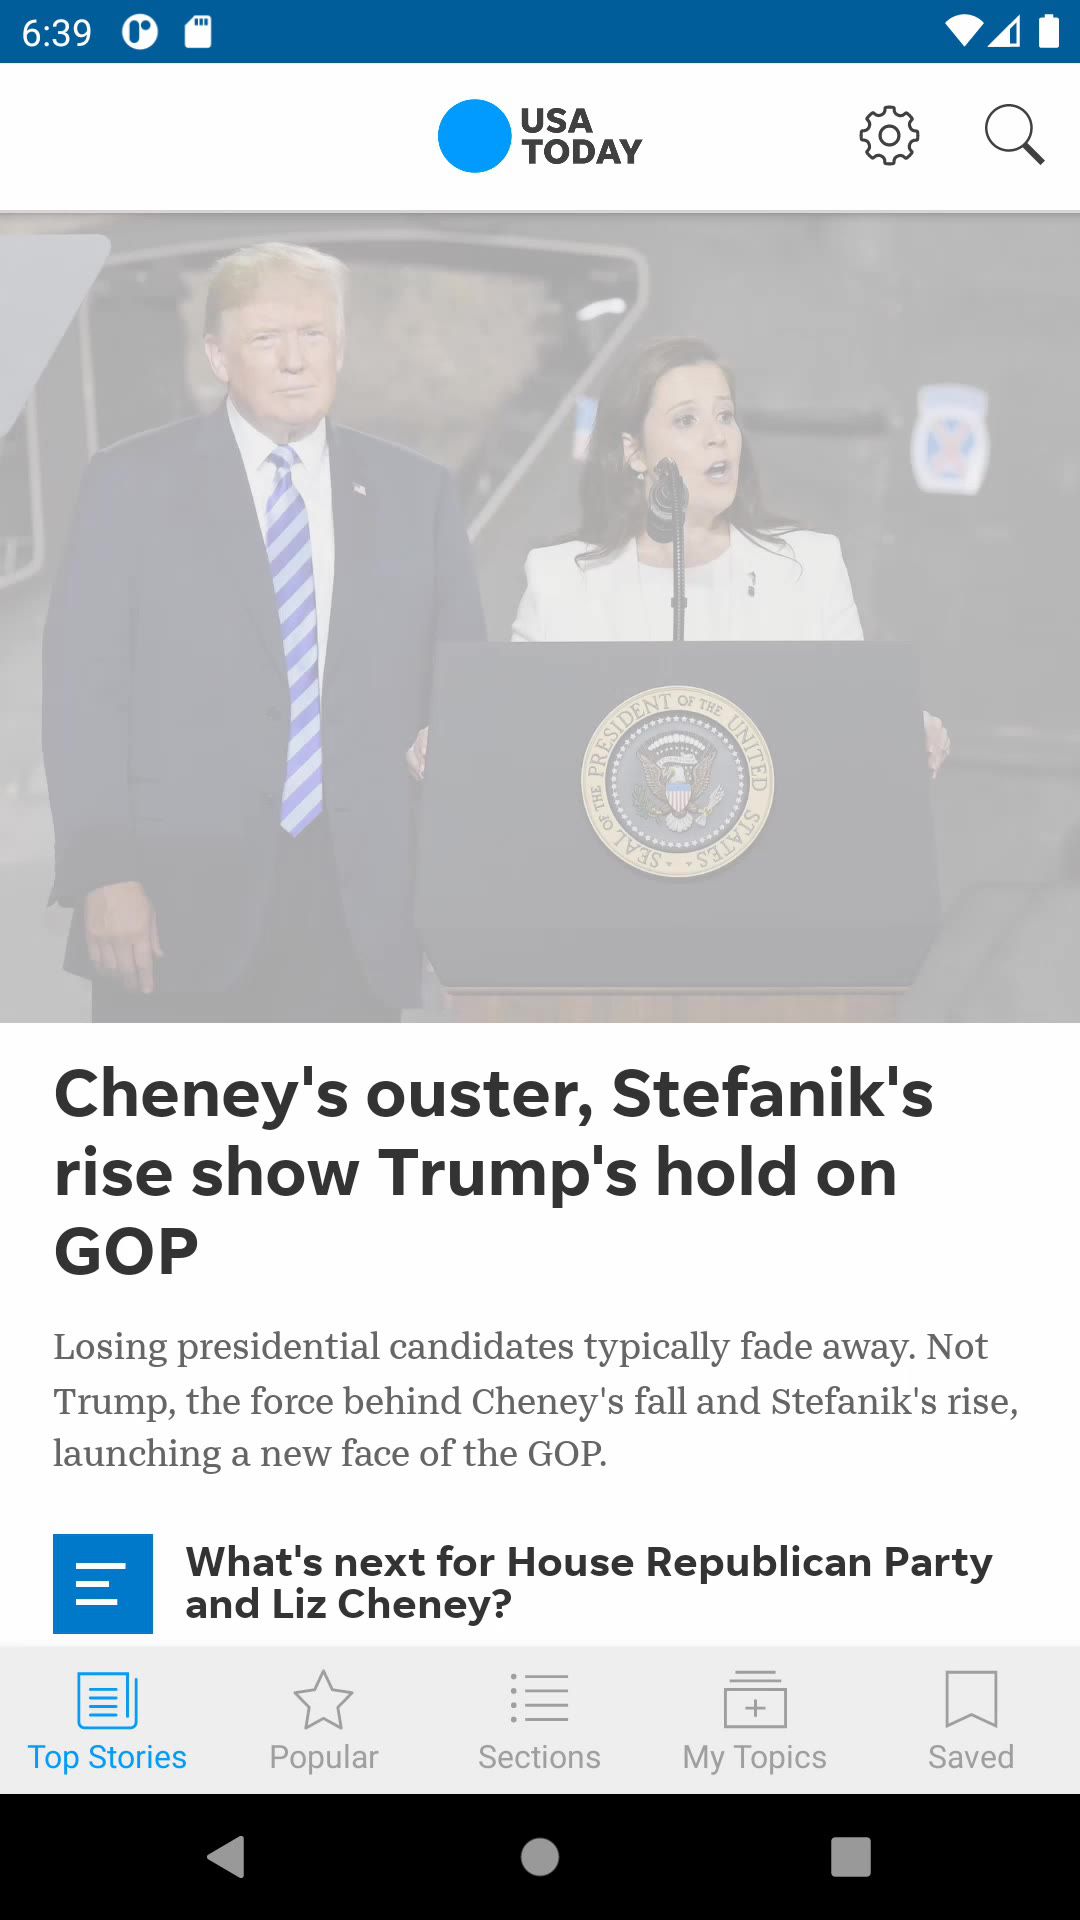 6:39
USA
TODAY
SEAL OF THE PRESIDENT OF THE UNITED STATES
Cheney's ouster, Stefanik's
rise show Trump's hold on
GOP
Losing presidential candidates typically fade away. Not
Trump, the force behind Cheney's fall and Stefanik's rise,
launching a new face of the GOP.
What's next for House Republican Party
and Liz Cheney?
Top Stories
Popular
Sections
My Topics
Saved